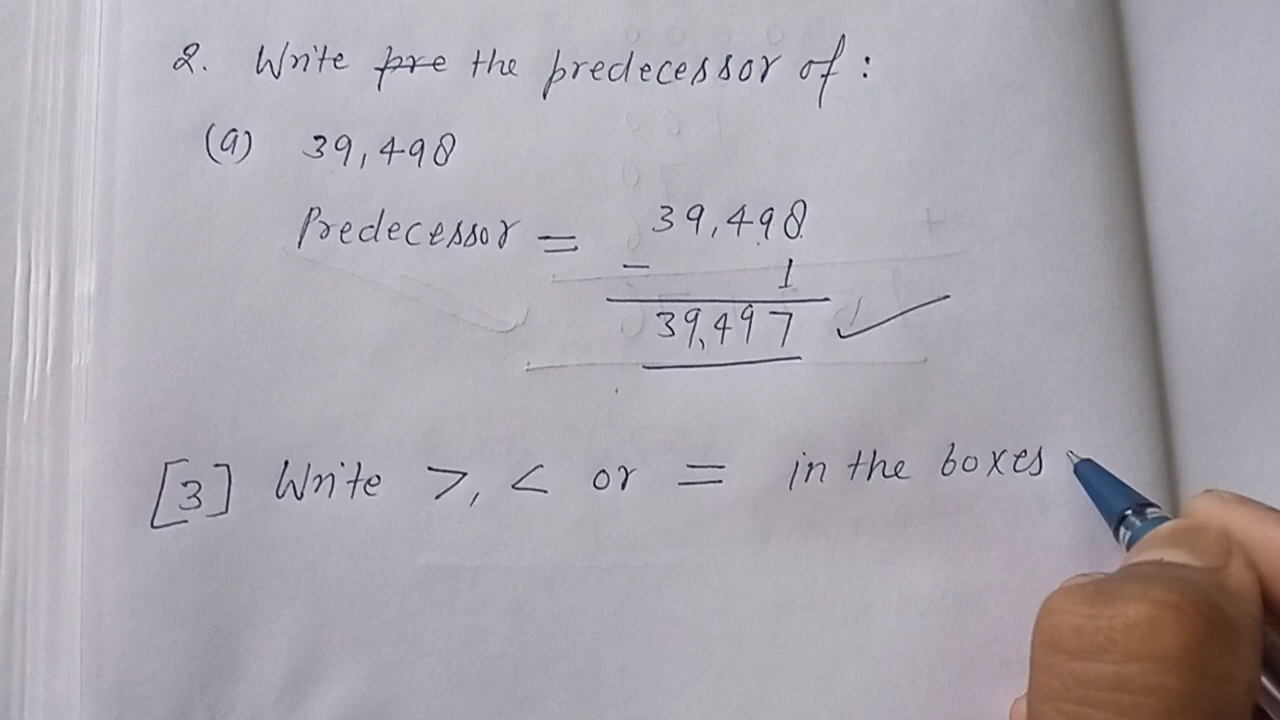 2. Write pre the predecessor of :
(a) 39,498
Predecessor = 39,498
- 1
39,497
[3] Write >, < or = in the boxes